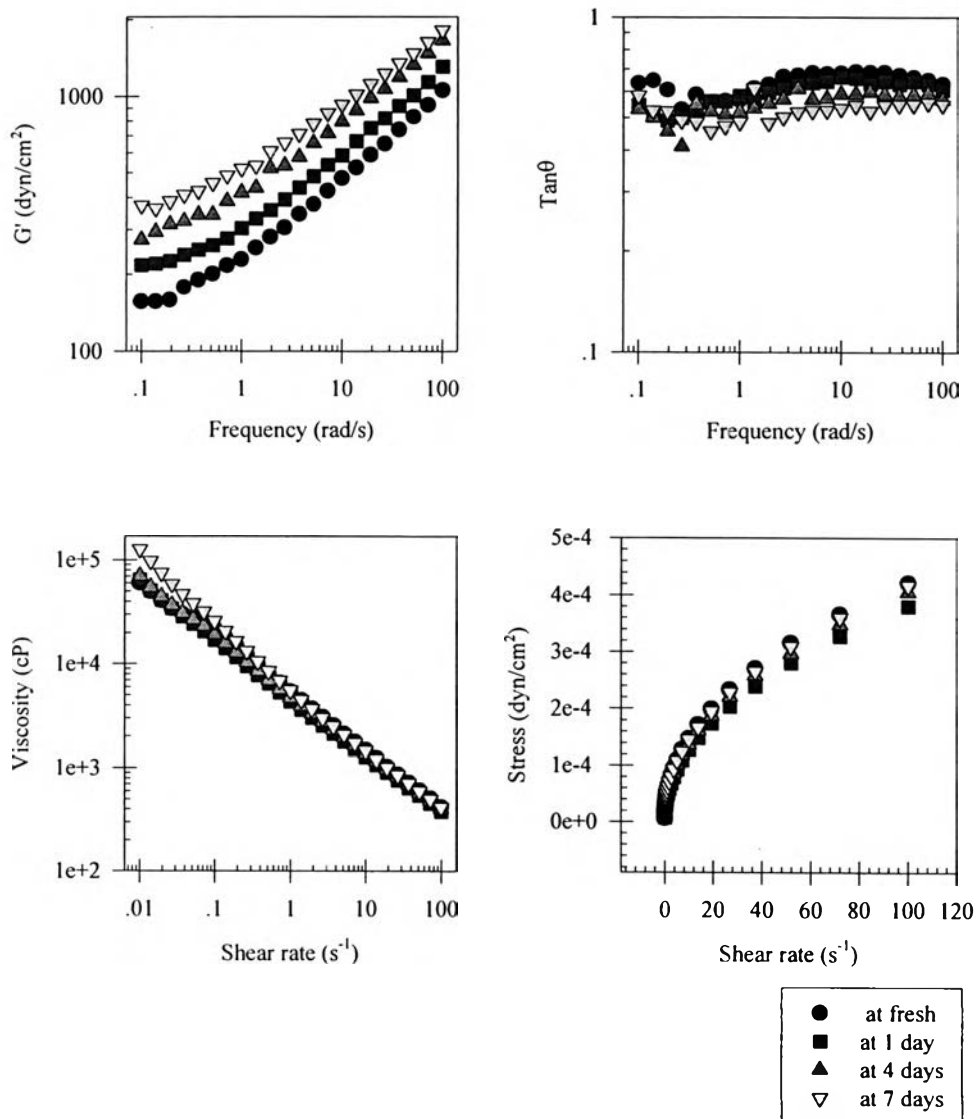 1000
100
G' (dyn/cm²)
.1 1 10 100
Frequency (rad/s)
1
.1
Tanθ
.1 1 10 100
Frequency (rad/s)
1e+5
1e+4
1e+3
1e+2
Viscosity (cP)
.01 .1 1 10 100
Shear rate (s⁻¹)
5e-4
4e-4
3e-4
2e-4
1e-4
0e+0
Stress (dyn/cm²)
0 20 40 60 80 100 120
Shear rate (s⁻¹)
at fresh
at 1 day
at 4 days
at 7 days